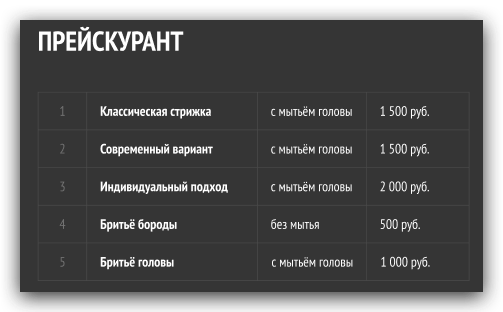 ПРЕЙСКУРАНТ
1 Классическая стрижка с мытьём головы 1 500 руб.
2 Современный вариант с мытьём головы 1 500 руб.
3 Индивидуальный подход с мытьём головы 2 000 руб.
4 Бритьё бороды без мытья 500 руб.
5 Бритьё головы с мытьём головы 1 000 руб.